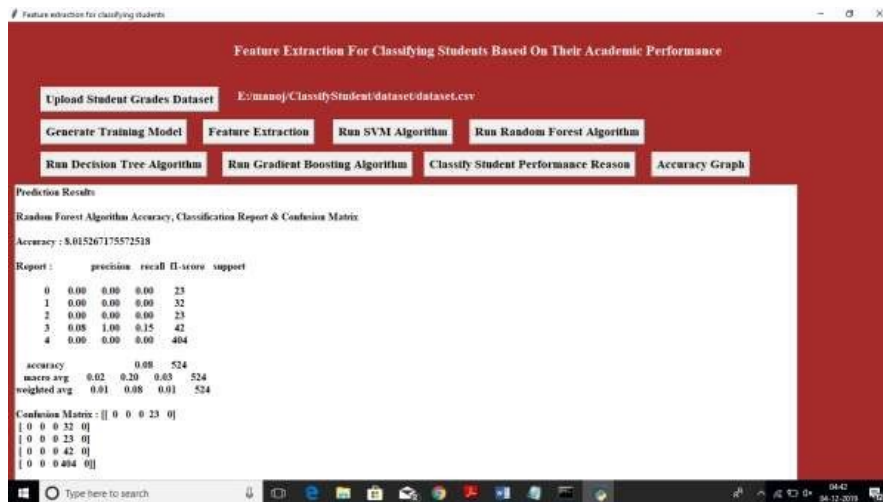 Feature extraction for classifying students
Feature Extraction For Classifying Students Based On Their Academic Performance
Upload Student Grades Dataset E:/manoj/ClassifyStudent/dataset/dataset.csv
Generate Training Model Feature Extraction Run SVM Algorithm Run Random Forest Algorithm
Run Decision Tree Algorithm Run Gradient Boosting Algorithm Classify Student Performance Reason Accuracy Graph
Prediction Results
Random Forest Algorithm Accuracy, Classification Report & Confusion Matrix
Accuracy : 8.015267175572518
Report : precision recall f1-score support
0 0.00 0.00 0.00 23
1 0.00 0.00 0.00 32
2 0.00 0.00 0.00 23
3 0.08 1.00 0.15 42
4 0.00 0.00 0.00 404
accuracy 0.08 524
macro avg 0.02 0.20 0.03 524
weighted avg 0.01 0.08 0.01 524
Confusion Matrix : [[ 0 0 0 23 0]
[ 0 0 0 32 0]
[ 0 0 0 23 0]
[ 0 0 0 42 0]
[ 0 0 0 404 0]]
Type here to search
04:42
04-12-2019